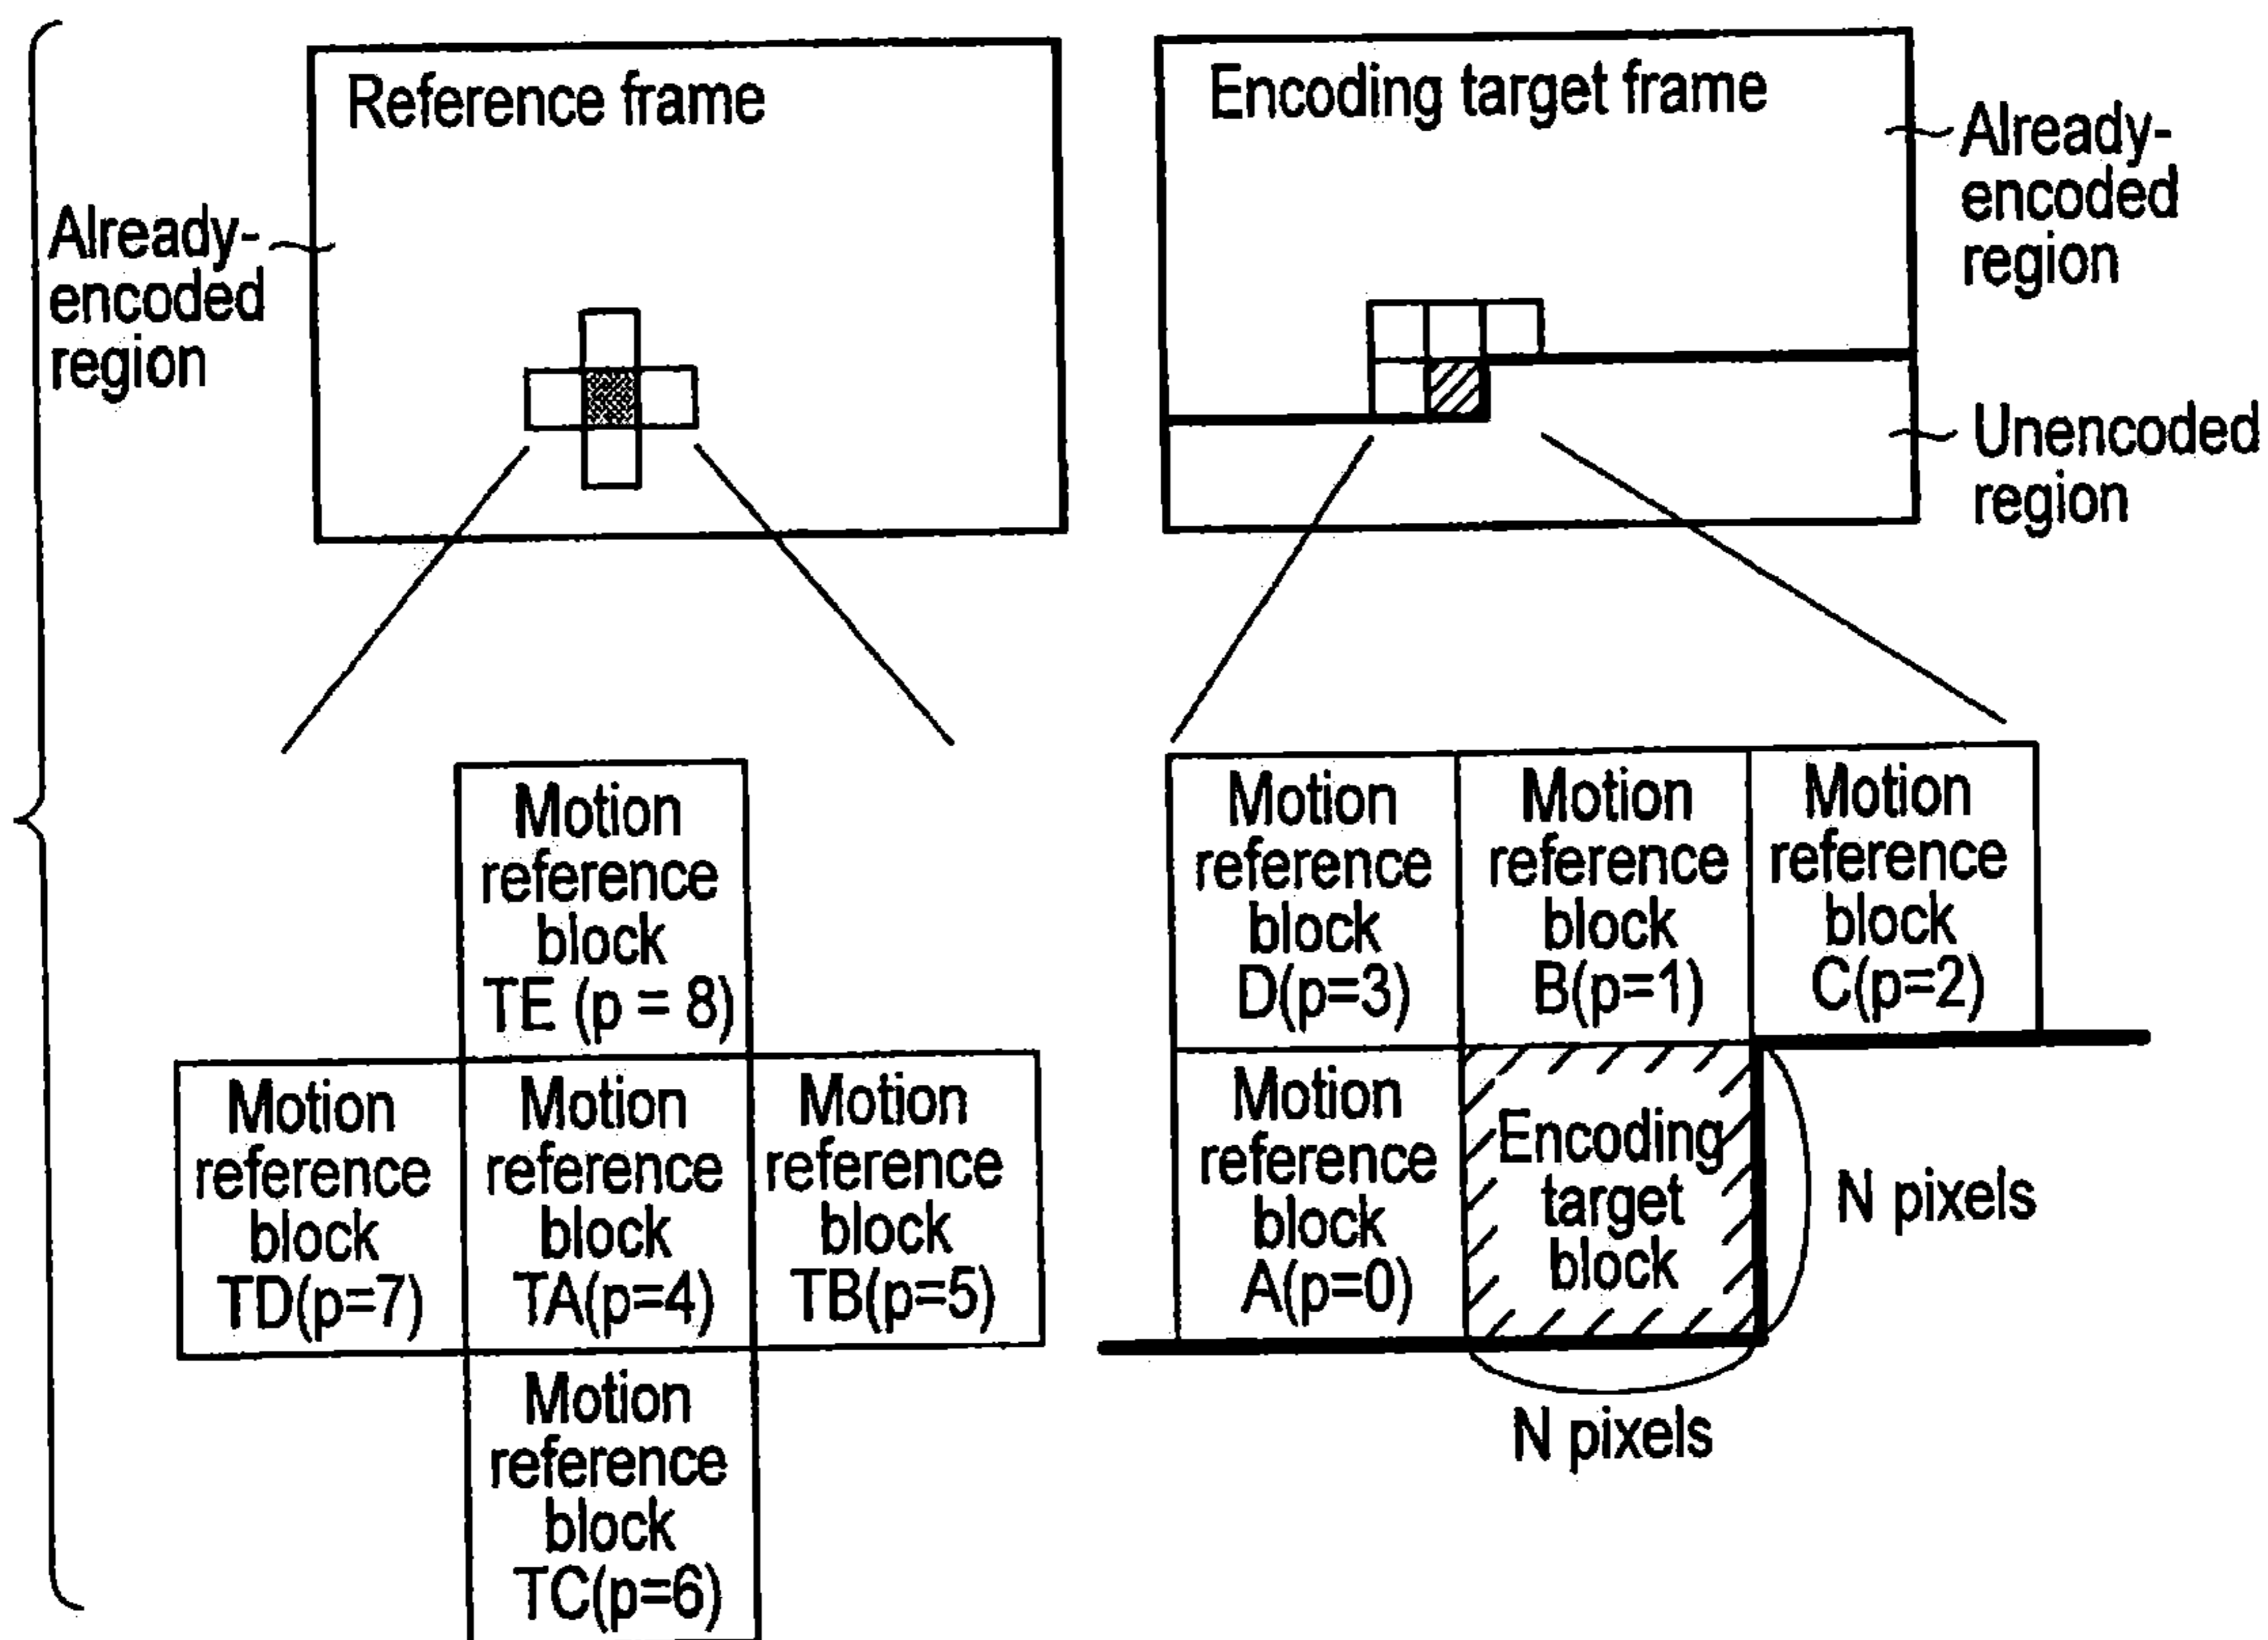 Reference frame
Already-
encoded
region
Encoding target frame
Already-
encoded
region
Unencoded
region
Motion
reference
block
TE (p = 8)
Motion
reference
block
TD(p=7)
Motion
reference
block
TA(p=4)
Motion
reference
block
TB(p=5)
Motion
reference
block
TC(p=6)
Motion
reference
block
D(p=3)
Motion
reference
block
B(p=1)
Motion
reference
block
C(p=2)
Motion
reference
block
A(p=0)
Encoding
target
block
N pixels
N pixels